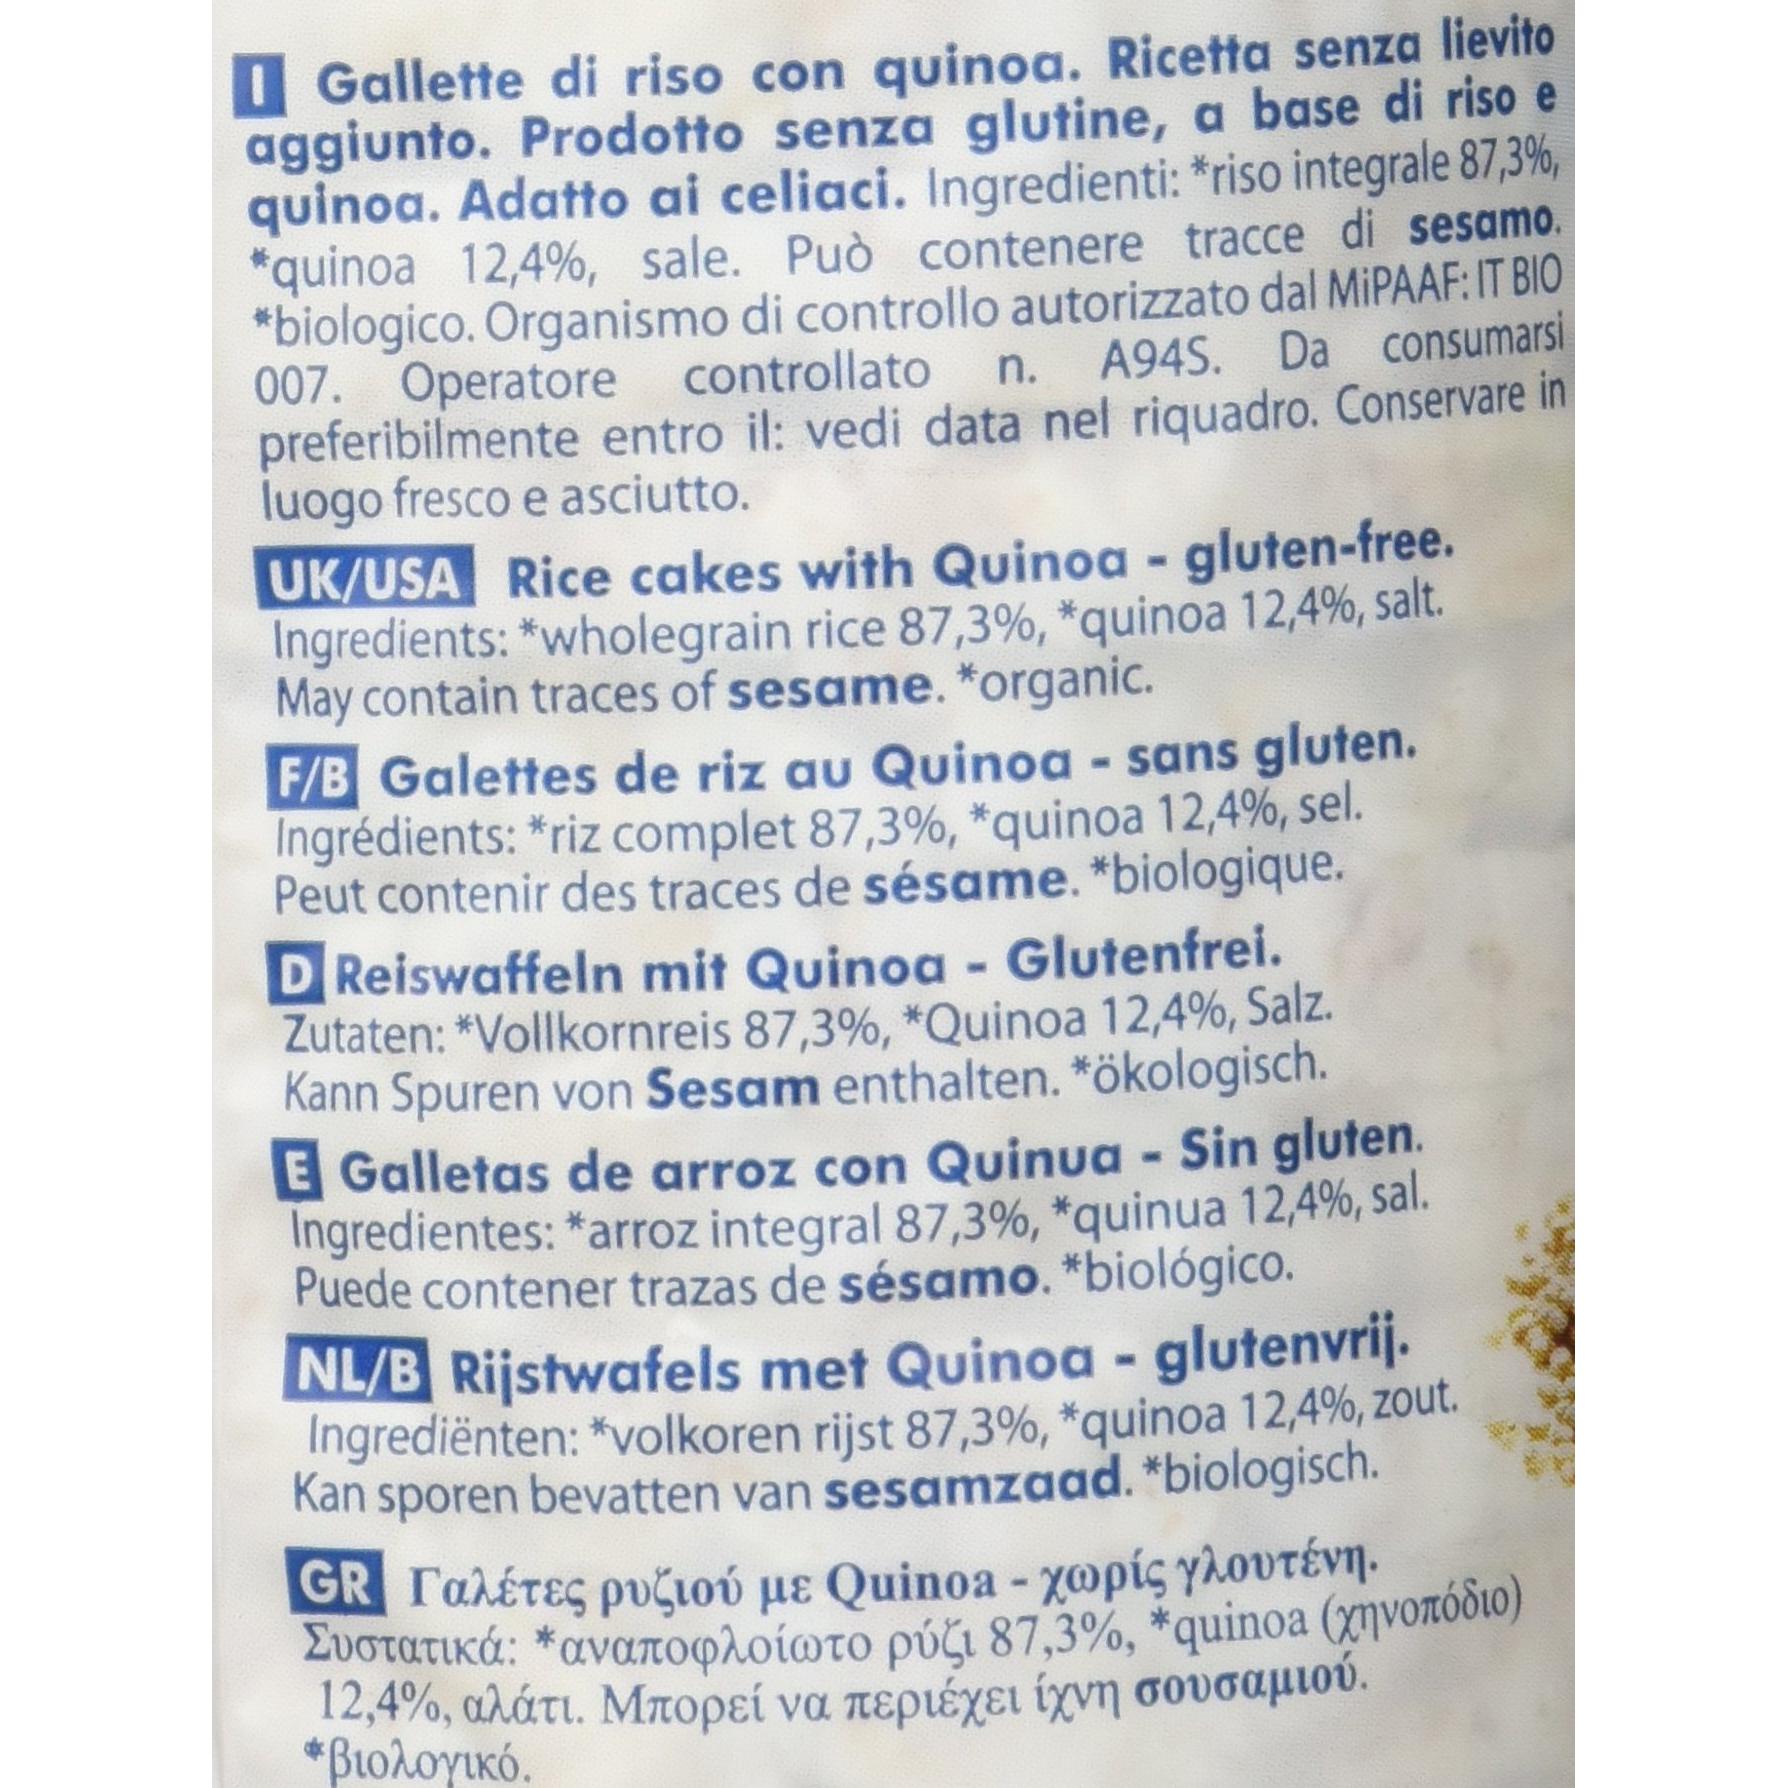 I Gallette di riso con quinoa. Ricetta senza lievito
aggiunto. Prodotto senza glutine, a base di riso e
quinoa. Adatto ai celiaci. Ingredienti: *riso integrale 87,3%,
*quinoa 12,4%, sale. Può contenere tracce di sesamo.
*biologico. Organismo di controllo autorizzato dal MiPAAF: IT BIO
007. Operatore controllato n. A94S. Da consumarsi
preferibilmente entro il: vedi data nel riquadro. Conservare in
luogo fresco e asciutto.
UK/USA Rice cakes with Quinoa - gluten-free.
Ingredients: *wholegrain rice 87,3%, *quinoa 12,4%, salt.
May contain traces of sesame. *organic.
F/B Galettes de riz au Quinoa - sans gluten.
Ingrédients: *riz complet 87,3%, *quinoa 12,4%, sel.
Peut contenir des traces de sésame. *biologique.
D Reiswaffeln mit Quinoa - Glutenfrei.
Zutaten: *Vollkornreis 87,3%, *Quinoa 12,4%, Salz.
Kann Spuren von Sesam enthalten. *ökologisch.
E Galletas de arroz con Quinua - Sin gluten.
Ingredientes: *arroz integral 87,3%, *quinua 12,4%, sal.
Puede contener trazas de sésamo. *biológico.
NL/B Rijstwafels met Quinoa - glutenvrij.
Ingrediënten: *volkoren rijst 87,3%, *quinoa 12,4%, zout.
Kan sporen bevatten van sesamzaad. *biologisch.
GR Γαλέτες ρυζιού με Quinoa - χωρίς γλουτένη.
Συστατικά: *αναποφλοίωτο ρύζι 87,3%, *quinoa (χηνοπόδιο)
12,4%, αλάτι. Μπορεί να περιέχει ίχνη σουσαμιού.
*βιολογικό.